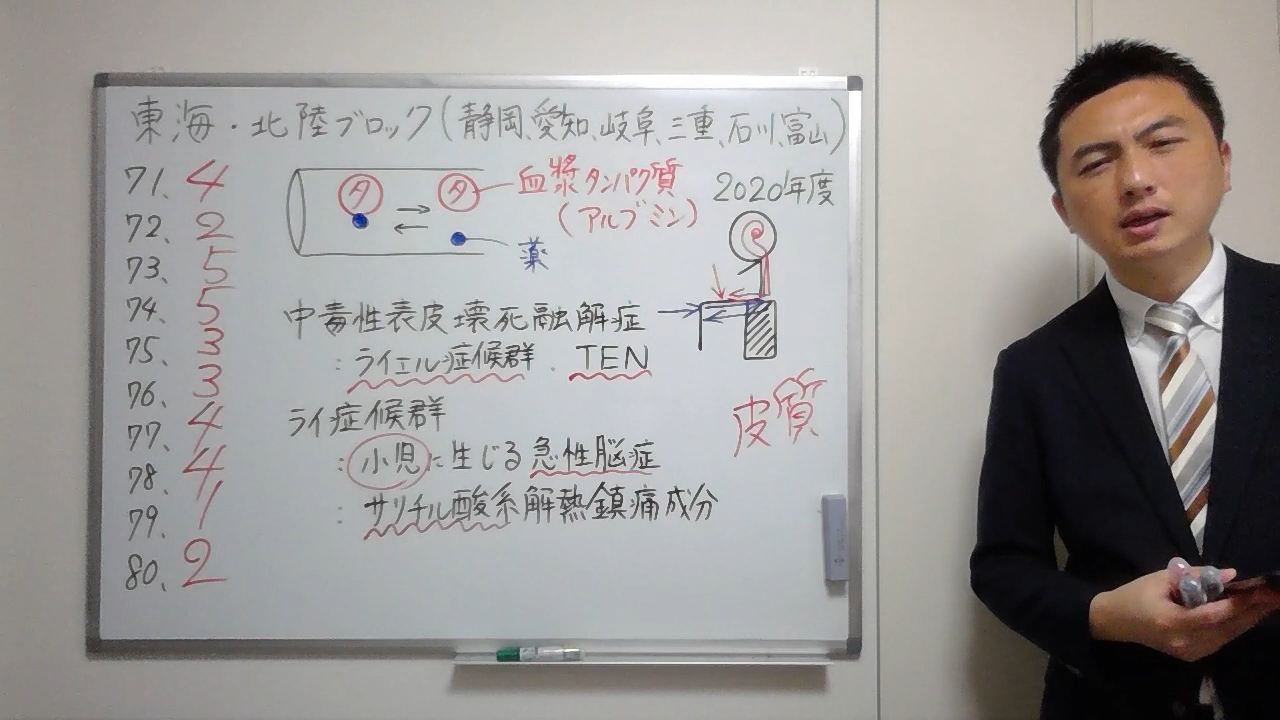 東海・北陸ブロック(静岡、愛知、岐阜、三重、石川、富山)
2020年度
71、4
72、2
73、5
74、5
75、3
76、3
77、4
78、4
79、1
80、2
タ タ 血漿タンパク質
(アルブミン)
薬
中毒性表皮壊死融解症
:ライエル症候群、TEN
ライ症候群
:小児に生じる急性脳症
:サリチル酸系解熱鎮痛成分
皮質